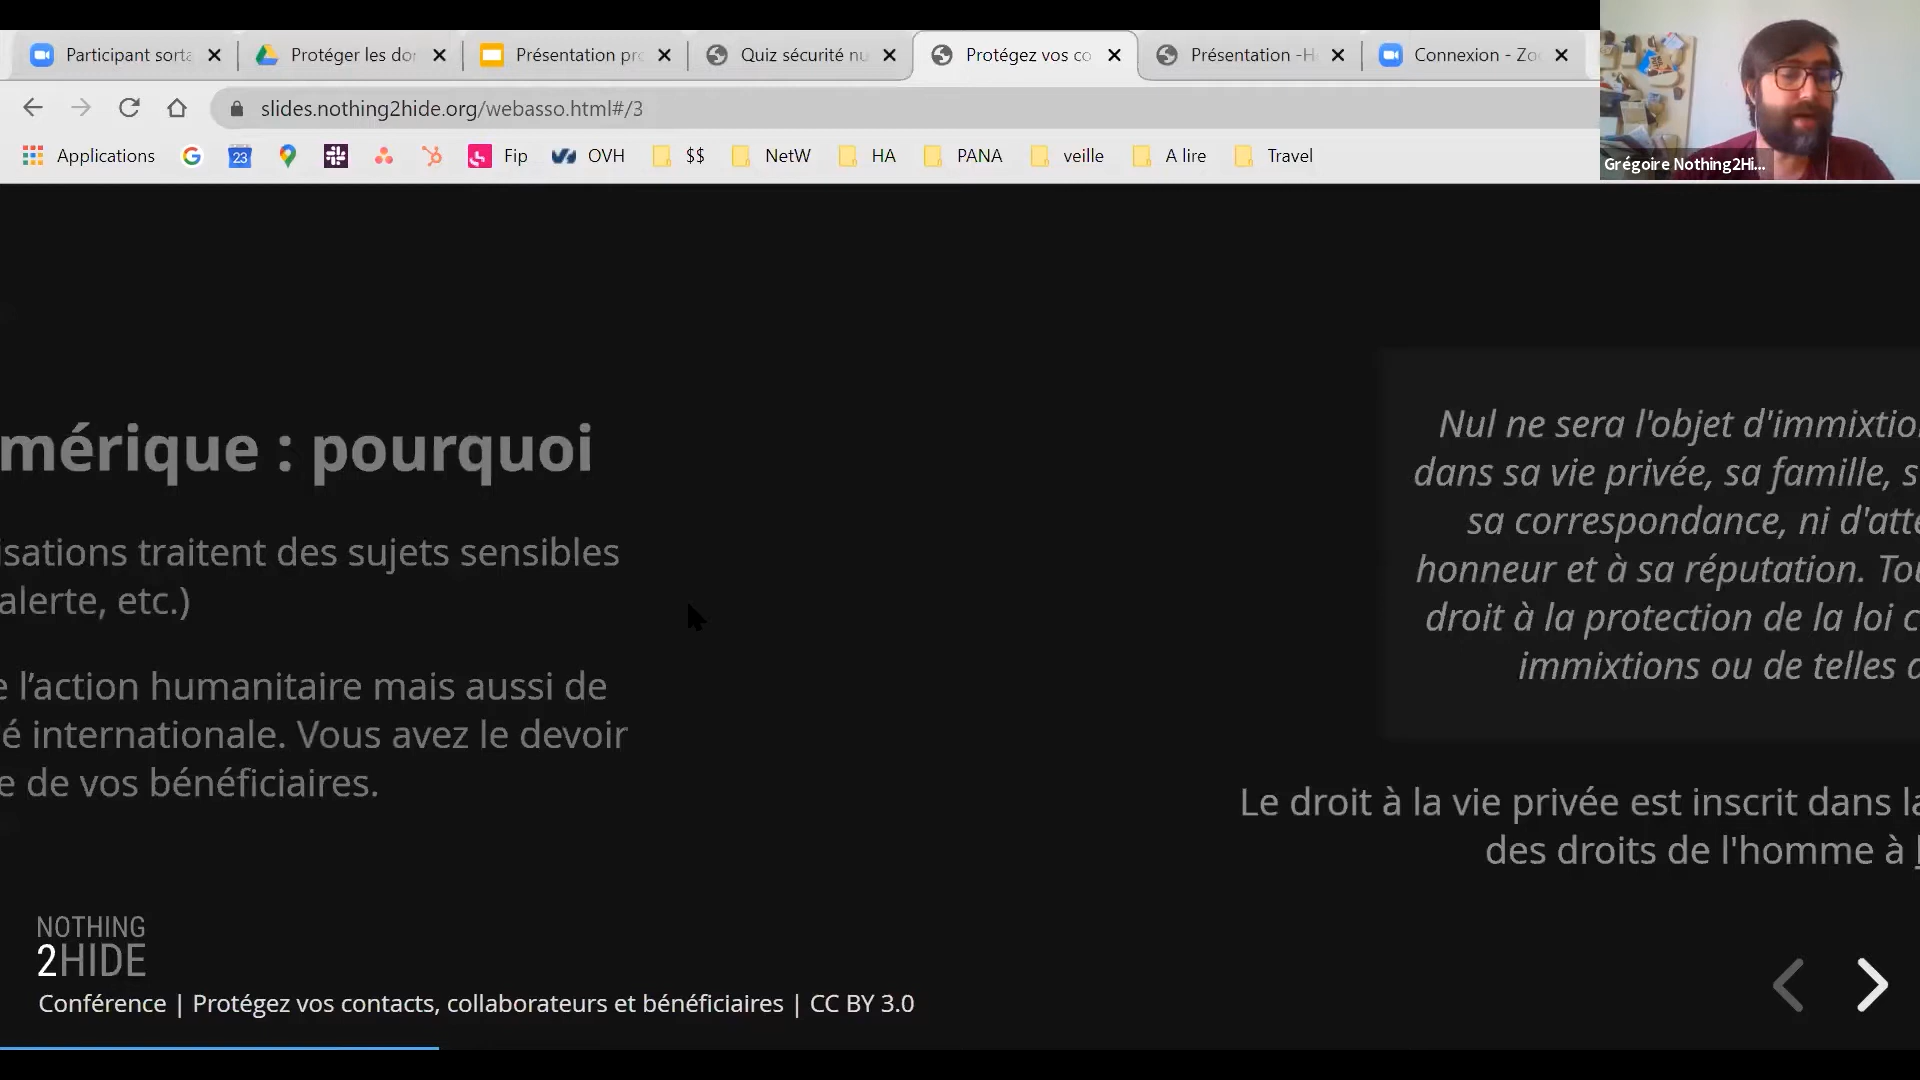 Participant sorta
Protéger les do
Présentation pro
Quiz sécurité nu
Protégez vos co
Présentation -H
Connexion - Zo
slides.nothing2hide.org/webasso.html#/3
Applications
23
Fip
OVH
$$
NetW
HA
PANA
veille
A lire
Travel
Grégoire Nothing2Hi...
mérique : pourquoi
isations traitent des sujets sensibles
alerte, etc.)
e l’action humanitaire mais aussi de
é internationale. Vous avez le devoir
e de vos bénéficiaires.
Nul ne sera l'objet d'immixtio
dans sa vie privée, sa famille, s
sa correspondance, ni d'atte
honneur et à sa réputation. Tou
droit à la protection de la loi c
immixtions ou de telles a
Le droit à la vie privée est inscrit dans la
des droits de l'homme à
NOTHING
2HIDE
Conférence | Protégez vos contacts, collaborateurs et bénéficiaires | CC BY 3.0